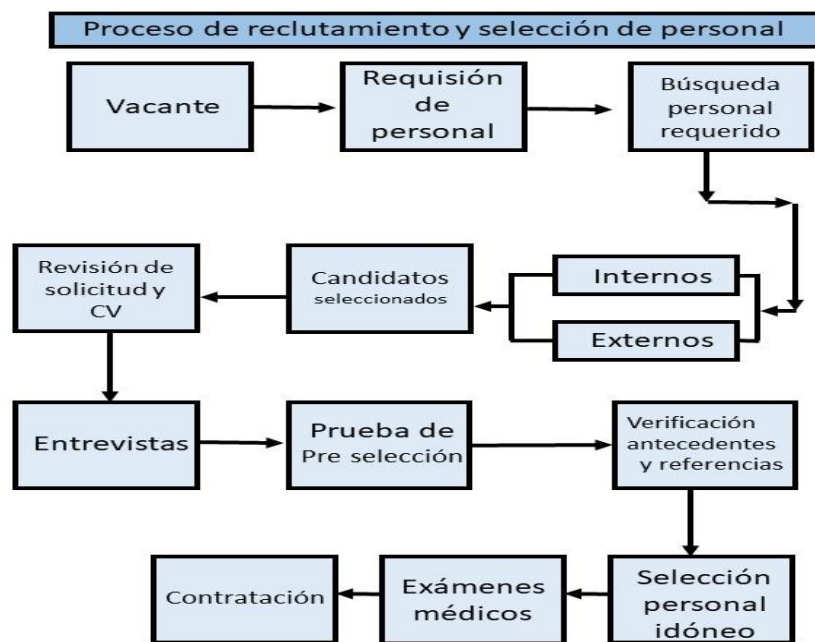 Proceso de reclutamiento y selección de personal
Vacante
Requisión
de
personal
Búsqueda
personal
requerido
Internos
Externos
Candidatos
seleccionados
Revisión de
solicitud y
CV
Entrevistas
Prueba de
Pre selección
Verificación
antecedentes
y referencias
Selección
personal
idóneo
Exámenes
médicos
Contratación